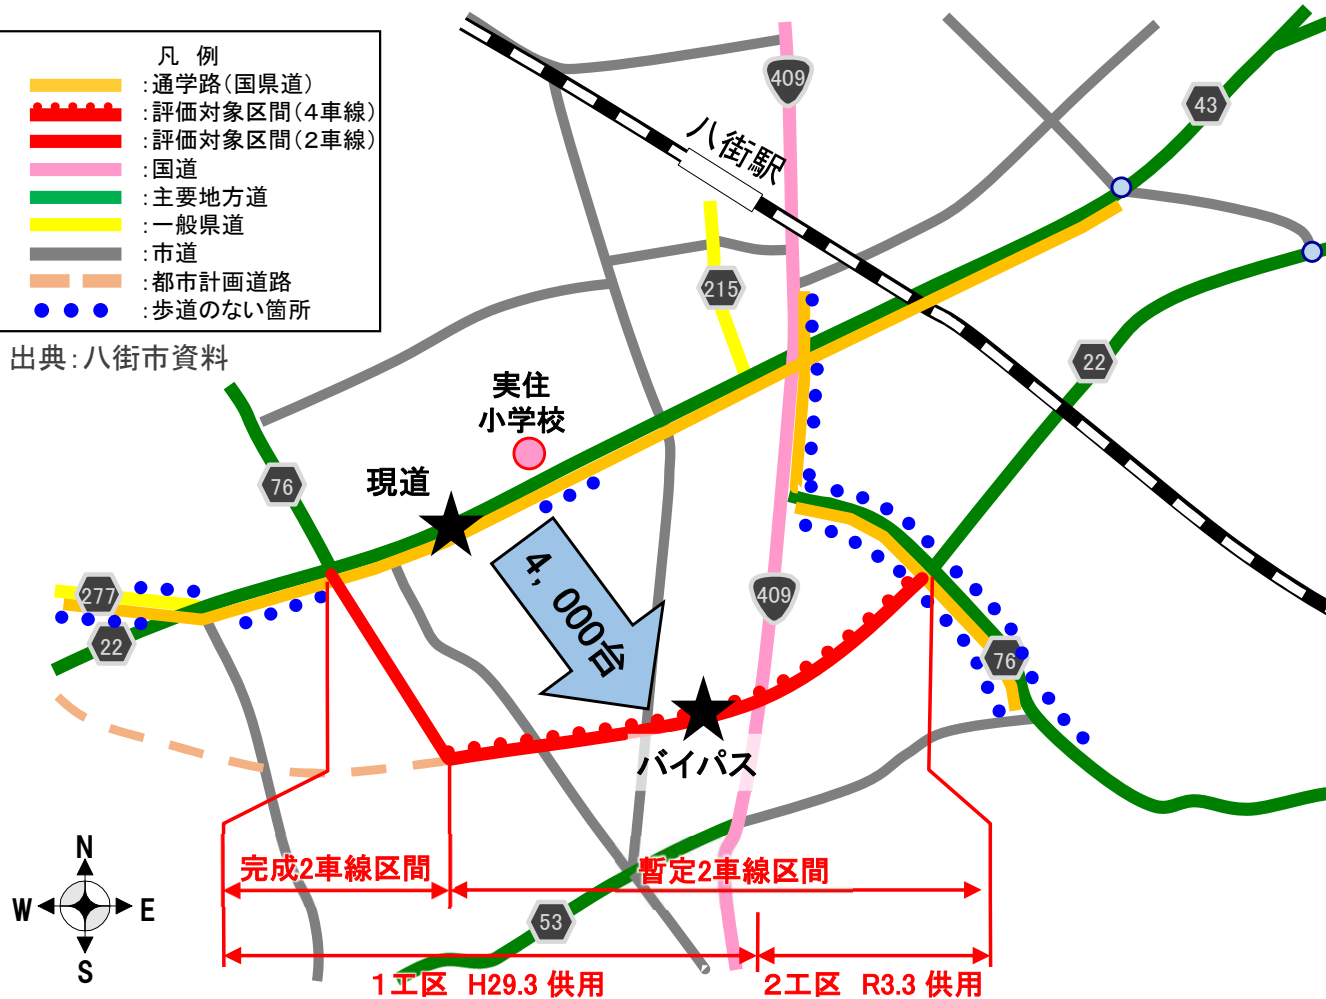 凡 例
:通学路(国県道)
:評価対象区間(4車線)
:評価対象区間(2車線)
:国道
:主要地方道
:一般県道
:市道
:都市計画道路
:歩道のない箇所
出典:八街市資料
409
43
八街駅
215
22
実住
小学校
76
現道
4,000台
277
22
409
76
バイパス
N
W
E
S
完成2車線区間
暫定2車線区間
53
1工区 H29.3 供用
2工区 R3.3 供用